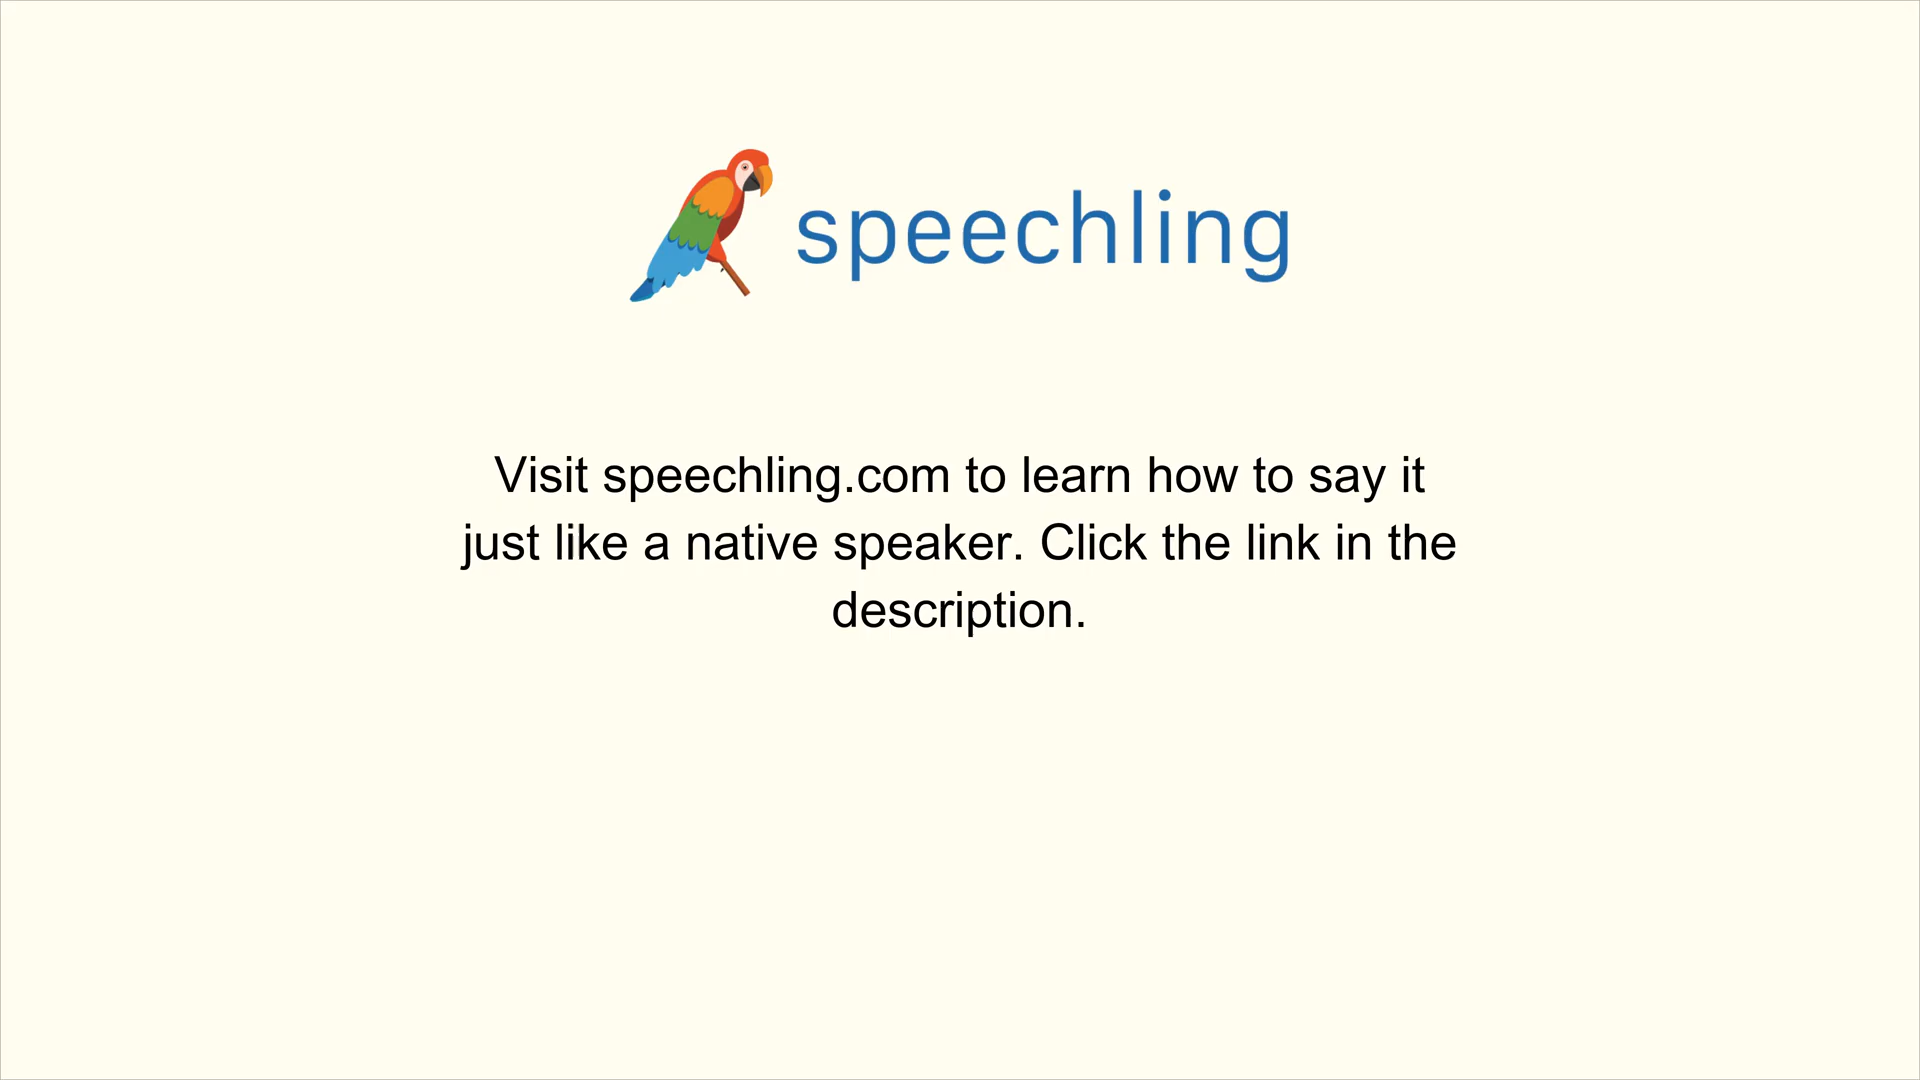 speechling
Visit speechling.com to learn how to say it
just like a native speaker. Click the link in the
description.